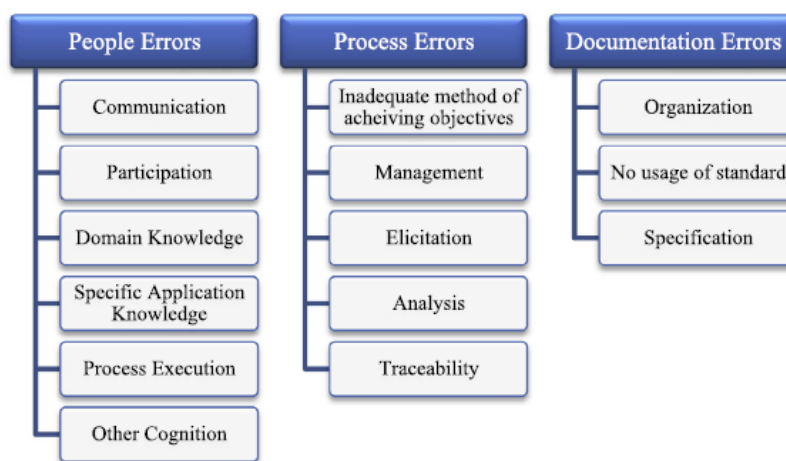 People Errors
Communication
Participation
Domain Knowledge
Specific Application
Knowledge
Process Execution
Other Cognition
Process Errors
Inadequate method of
acheiving objectives
Management
Elicitation
Analysis
Traceability
Documentation Errors
Organization
No usage of standard
Specification